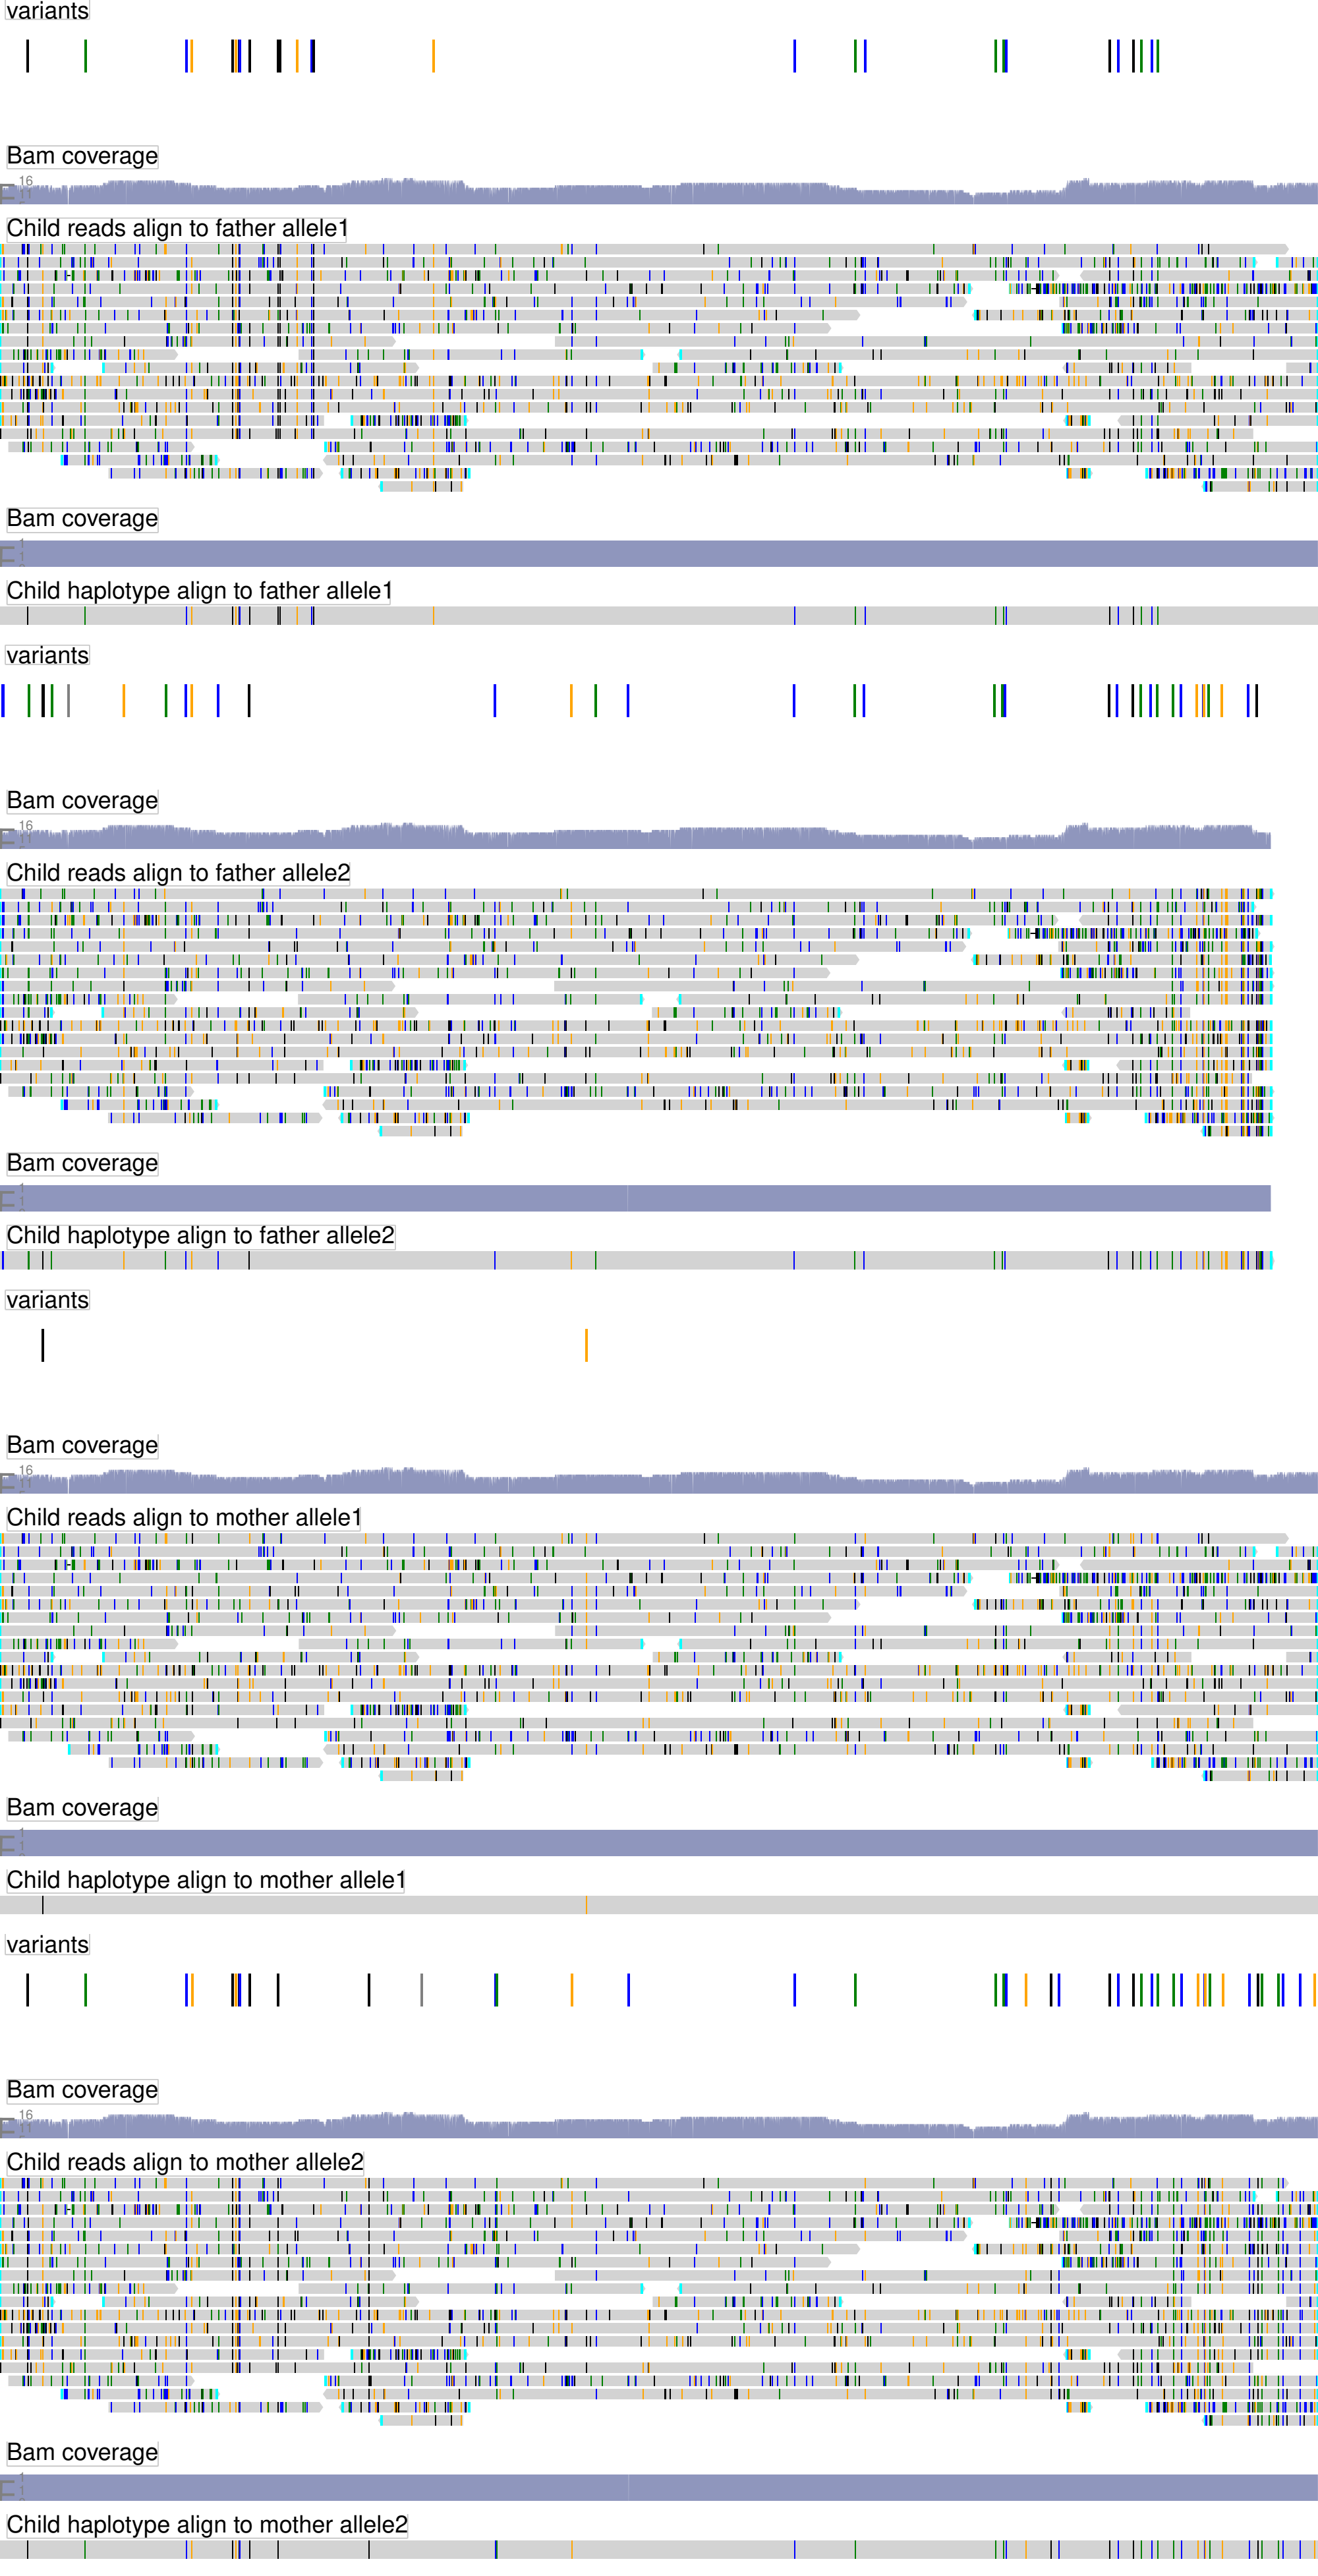 variants
Bam coverage
16
Child reads align to father allele1
Bam coverage
1
Child haplotype align to father allele1
variants
Bam coverage
16
Child reads align to father allele2
Bam coverage
1
Child haplotype align to father allele2
variants
Bam coverage
16
Child reads align to mother allele1
Bam coverage
1
Child haplotype align to mother allele1
variants
Bam coverage
16
Child reads align to mother allele2
Bam coverage
1
Child haplotype align to mother allele2